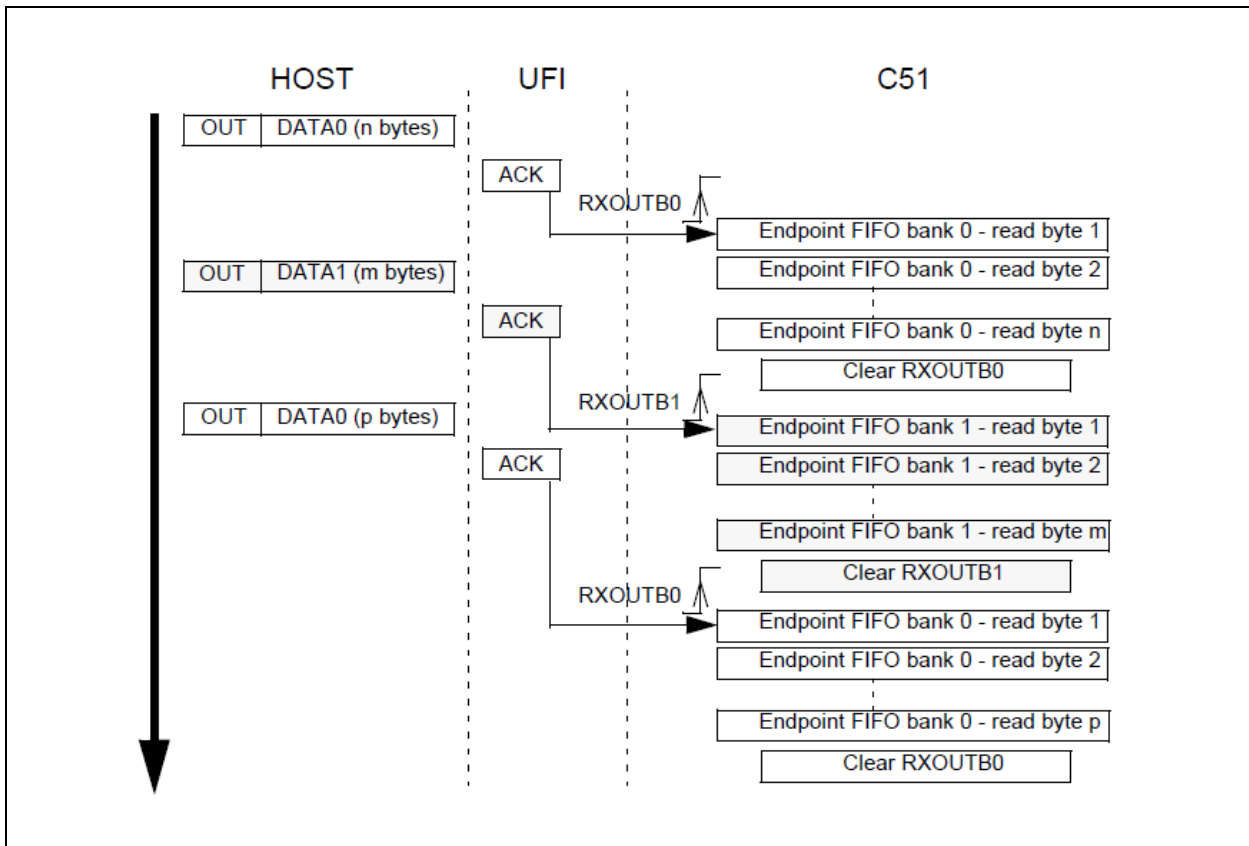 HOST UFI C51
OUT DATA0 (n bytes)
ACK
RXOUTB0
Endpoint FIFO bank 0 - read byte 1
OUT DATA1 (m bytes)
Endpoint FIFO bank 0 - read byte 2
ACK
Endpoint FIFO bank 0 - read byte n
Clear RXOUTB0
RXOUTB1
OUT DATA0 (p bytes)
Endpoint FIFO bank 1 - read byte 1
ACK
Endpoint FIFO bank 1 - read byte 2
Endpoint FIFO bank 1 - read byte m
Clear RXOUTB1
RXOUTB0
Endpoint FIFO bank 0 - read byte 1
Endpoint FIFO bank 0 - read byte 2
Endpoint FIFO bank 0 - read byte p
Clear RXOUTB0